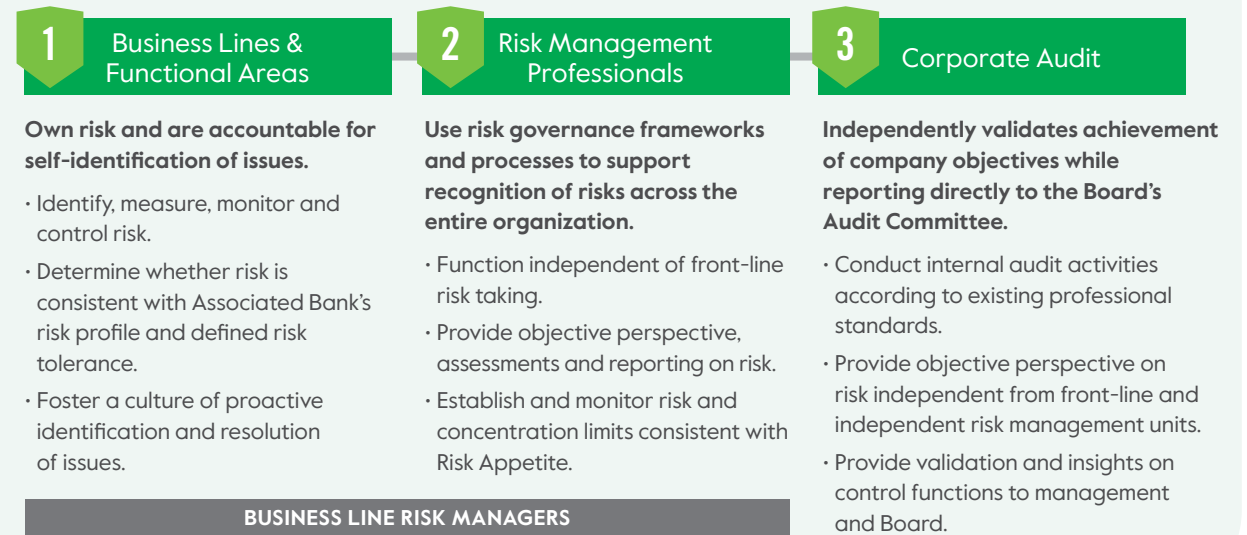 1
Business Lines &
Functional Areas
Own risk and are accountable for
self-identification of issues.
· Identify, measure, monitor and
control risk.
· Determine whether risk is
consistent with Associated Bank’s
risk profile and defined risk
tolerance.
· Foster a culture of proactive
identification and resolution
of issues.
2
Risk Management
Professionals
Use risk governance frameworks
and processes to support
recognition of risks across the
entire organization.
· Function independent of front-line
risk taking.
· Provide objective perspective,
assessments and reporting on risk.
· Establish and monitor risk and
concentration limits consistent with
Risk Appetite.
BUSINESS LINE RISK MANAGERS
3
Corporate Audit
Independently validates achievement
of company objectives while
reporting directly to the Board’s
Audit Committee.
· Conduct internal audit activities
according to existing professional
standards.
· Provide objective perspective on
risk independent from front-line and
independent risk management units.
· Provide validation and insights on
control functions to management
and Board.